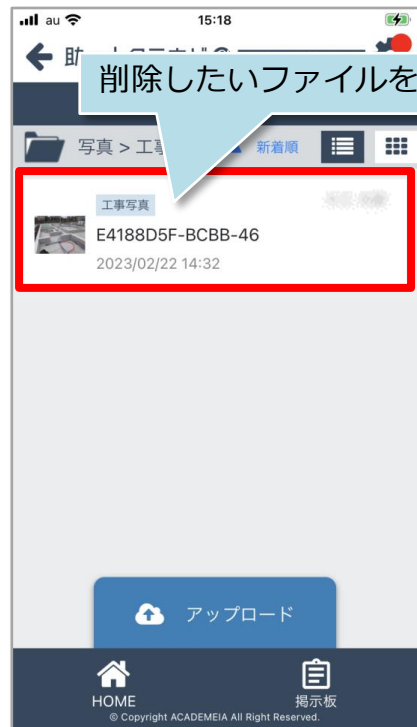 au 15:18
削除したいファイルを
写真 > 工事
新着順
工事写真
E4188D5F-BCBB-46
2023/02/22 14:32
アップロード
HOME
掲示板
© Copyright ACADEMEIA All Right Reserved.